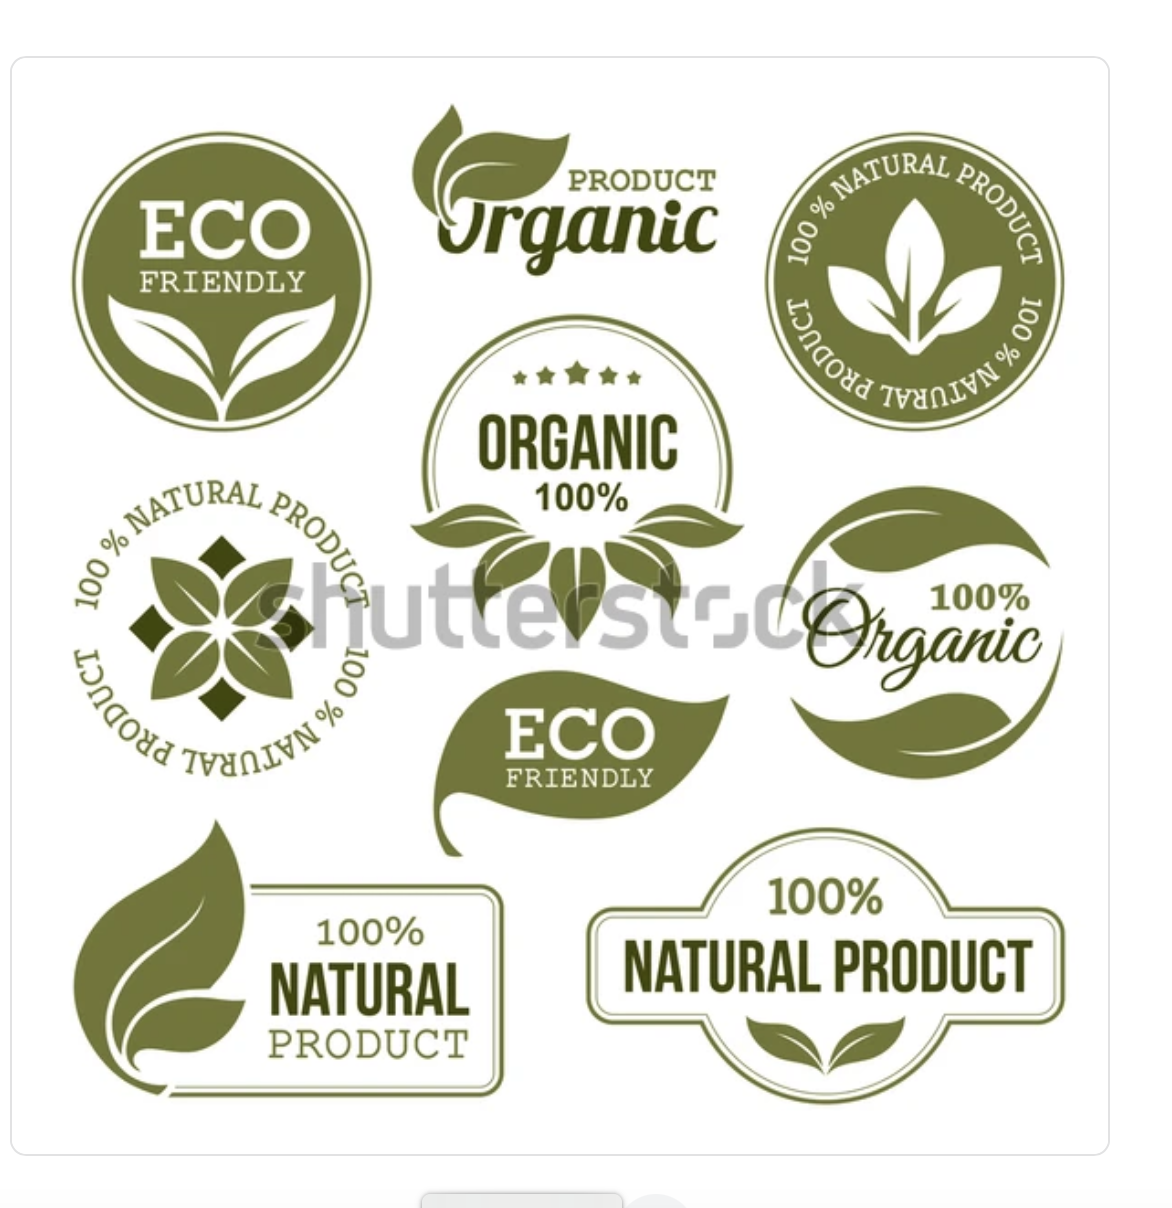 ECO
FRIENDLY
PRODUCT
Organic
100 % NATURAL PRODUCT
100 % NATURAL PRODUCT
ORGANIC
100%
100 % NATURAL PRODUCT
100 % NATURAL PRODUCT
shutterstock
100%
Organic
ECO
FRIENDLY
100%
NATURAL
PRODUCT
100%
NATURAL PRODUCT